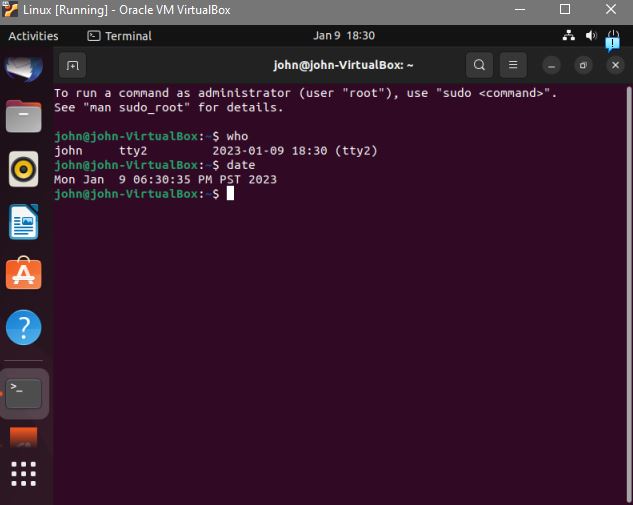 Linux [Running] - Oracle VM VirtualBox
Activities Terminal Jan 9 18:30
john@john-VirtualBox: ~
To run a command as administrator (user "root"), use "sudo <command>".
See "man sudo_root" for details.
john@john-VirtualBox:~$ who
john     tty2         2023-01-09 18:30 (tty2)
john@john-VirtualBox:~$ date
Mon Jan  9 06:30:35 PM PST 2023
john@john-VirtualBox:~$